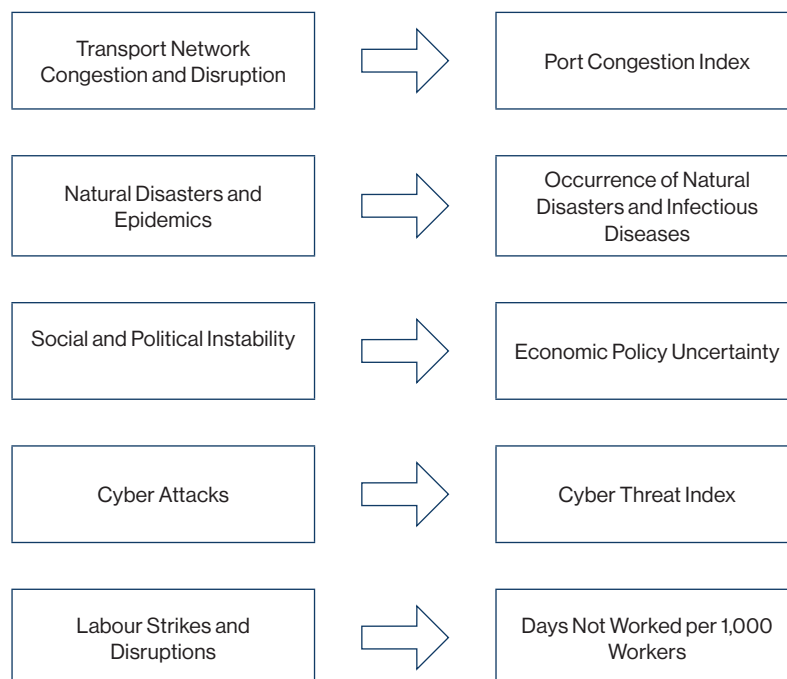 Transport Network
Congestion and Disruption
Port Congestion Index
Natural Disasters and
Epidemics
Occurrence of Natural
Disasters and Infectious
Diseases
Social and Political Instability
Economic Policy Uncertainty
Cyber Attacks
Cyber Threat Index
Labour Strikes and
Disruptions
Days Not Worked per 1,000
Workers